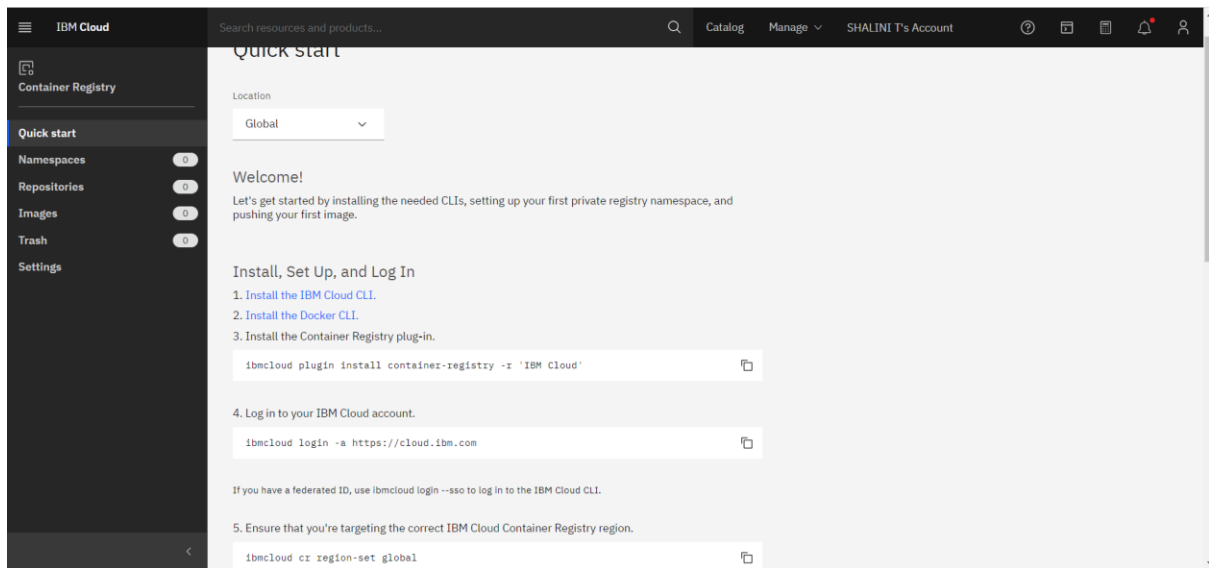 IBM Cloud
Search resources and products...
Catalog
Manage
SHALINI T's Account
Container Registry
Quick start
Namespaces 0
Repositories 0
Images 0
Trash 0
Settings
Quick start
Location
Global
Welcome!
Let's get started by installing the needed CLIs, setting up your first private registry namespace, and
pushing your first image.
Install, Set Up, and Log In
1. Install the IBM Cloud CLI.
2. Install the Docker CLI.
3. Install the Container Registry plug-in.
ibmcloud plugin install container-registry -r 'IBM Cloud'
4. Log in to your IBM Cloud account.
ibmcloud login -a https://cloud.ibm.com
If you have a federated ID, use ibmcloud login --sso to log in to the IBM Cloud CLI.
5. Ensure that you're targeting the correct IBM Cloud Container Registry region.
ibmcloud cr region-set global